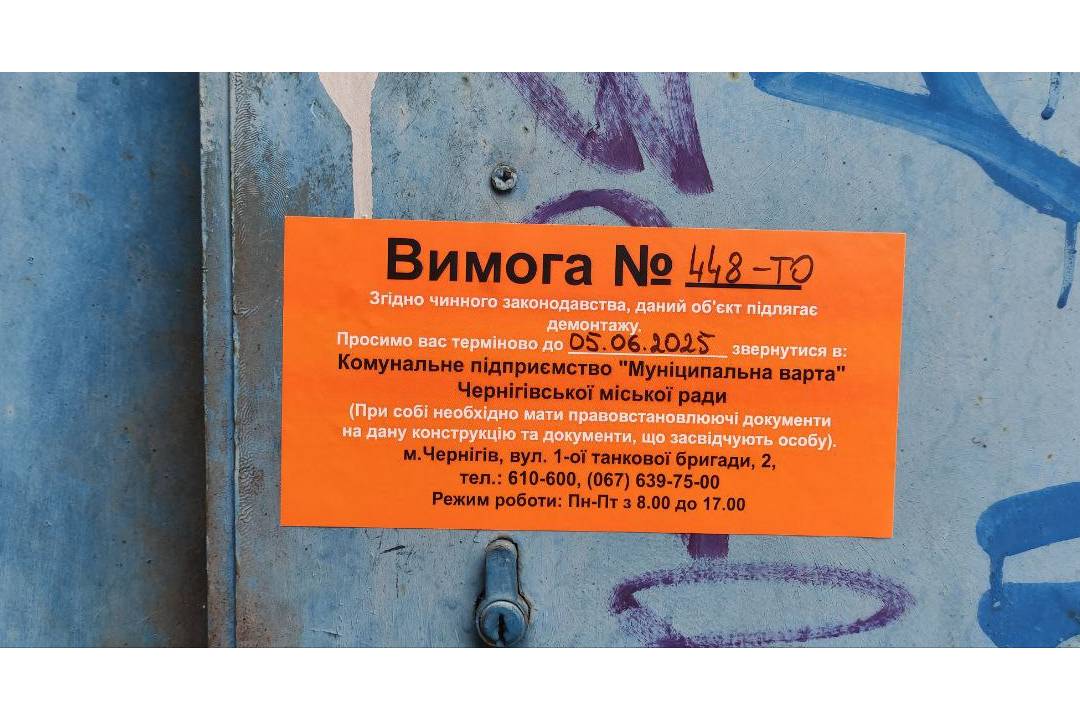 Вимога № 448-ТО
Згідно чинного законодавства, даний об'єкт підлягає
демонтажу.
Просимо вас терміново до 05.06.2025 звернутися в:
Комунальне підприємство "Муніципальна варта"
Чернігівської міської ради
(При собі необхідно мати правовстановлюючі документи
на дану конструкцію та документи, що засвідчують особу).
м.Чернігів, вул. 1-ої танкової бригади, 2,
тел.: 610-600, (067) 639-75-00
Режим роботи: Пн-Пт з 8.00 до 17.00